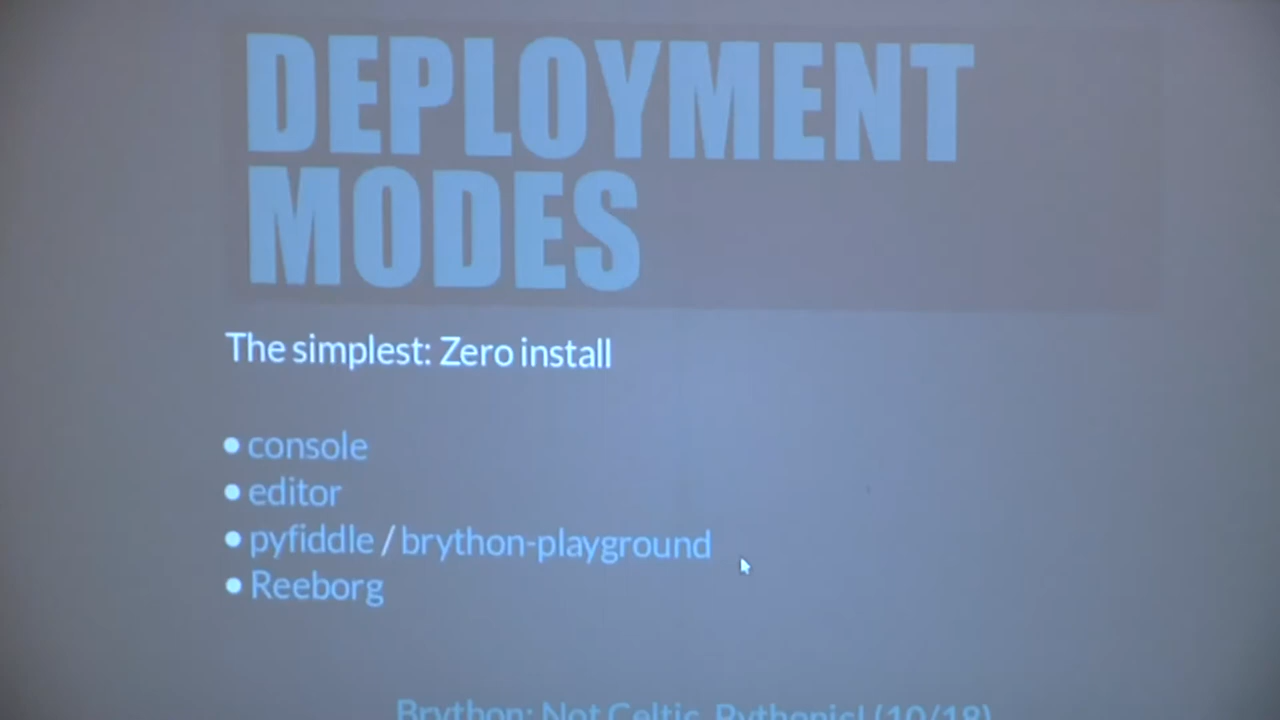 DEPLOYMENT
MODES
The simplest: Zero install
• console
• editor
• pyfiddle / brython-playground
• Reeborg
Brython: Not Celtic, Pythonic! (10/18)